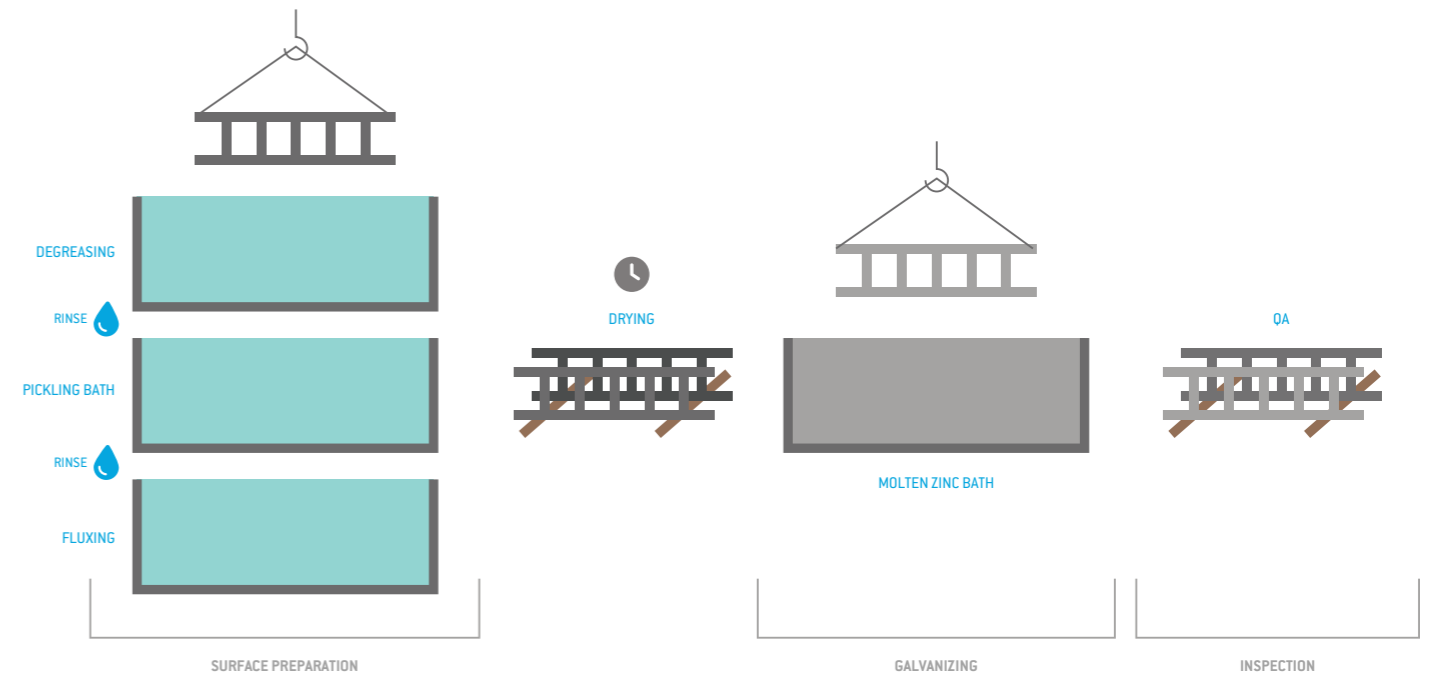 DEGREASING
RINSE
PICKLING BATH
RINSE
FLUXING
SURFACE PREPARATION
DRYING
MOLTEN ZINC BATH
GALVANIZING
QA
INSPECTION